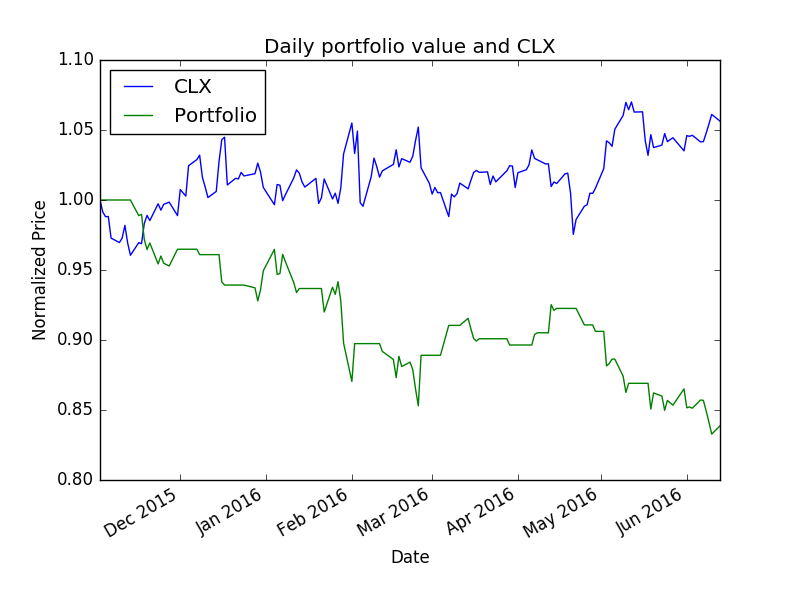 Daily portfolio value and CLX
CLX
Portfolio
1.10
1.05
1.00
0.95
0.90
0.85
0.80
Normalized Price
Dec 2015
Jan 2016
Feb 2016
Mar 2016
Apr 2016
May 2016
Jun 2016
Date